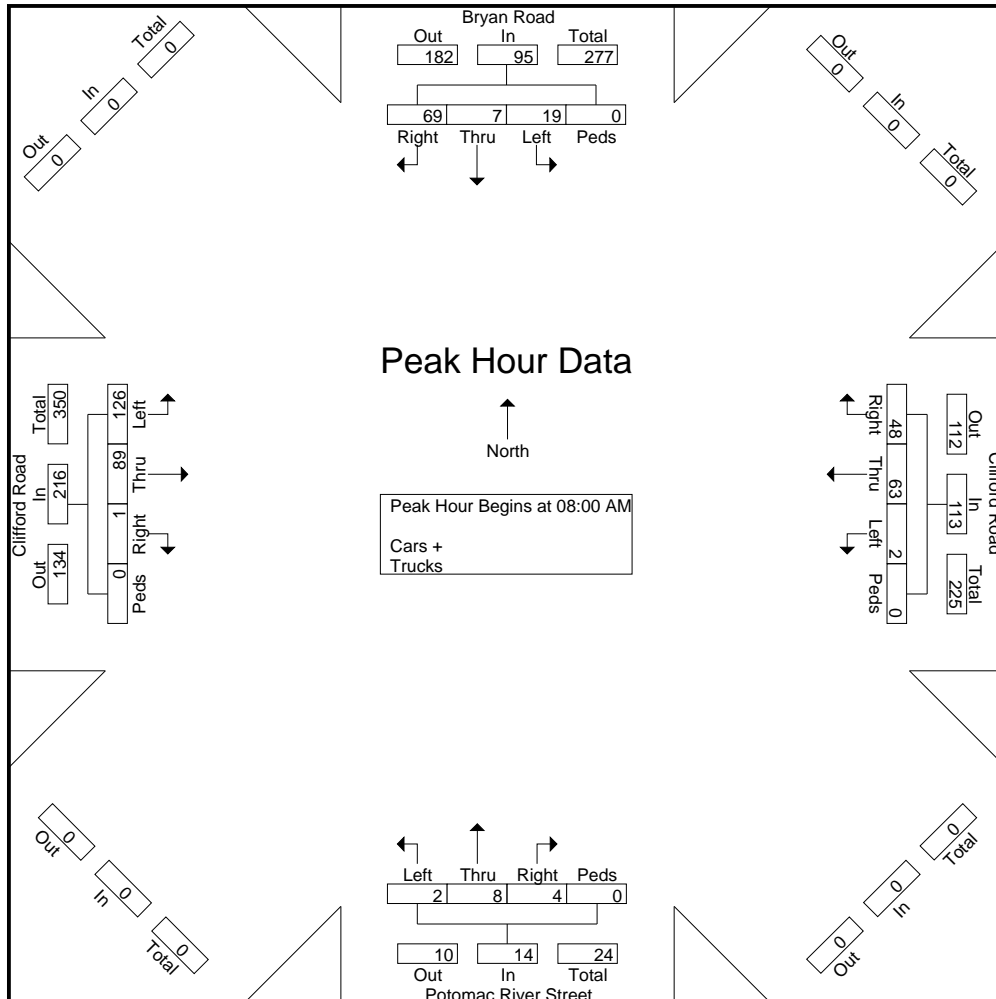 Bryan Road
Out In Total
182 95 277
69 7 19 0
Right Thru Left Peds
Total
0
In
0
Out
0
Out
0
In
0
Total
0
Peak Hour Data
North
Peak Hour Begins at 08:00 AM
Cars +
Trucks
Clifford Road
Total In Out
350 216 134
126 89 1 0
Left Thru Right Peds
Right Thru Left Peds
48 63 2 0
Out In Total
112 113 225
Clifford Road
Out
0
In
0
Total
0
Total
0
In
0
Out
0
Left Thru Right Peds
2 8 4 0
10 14 24
Out In Total
Potomac River Street